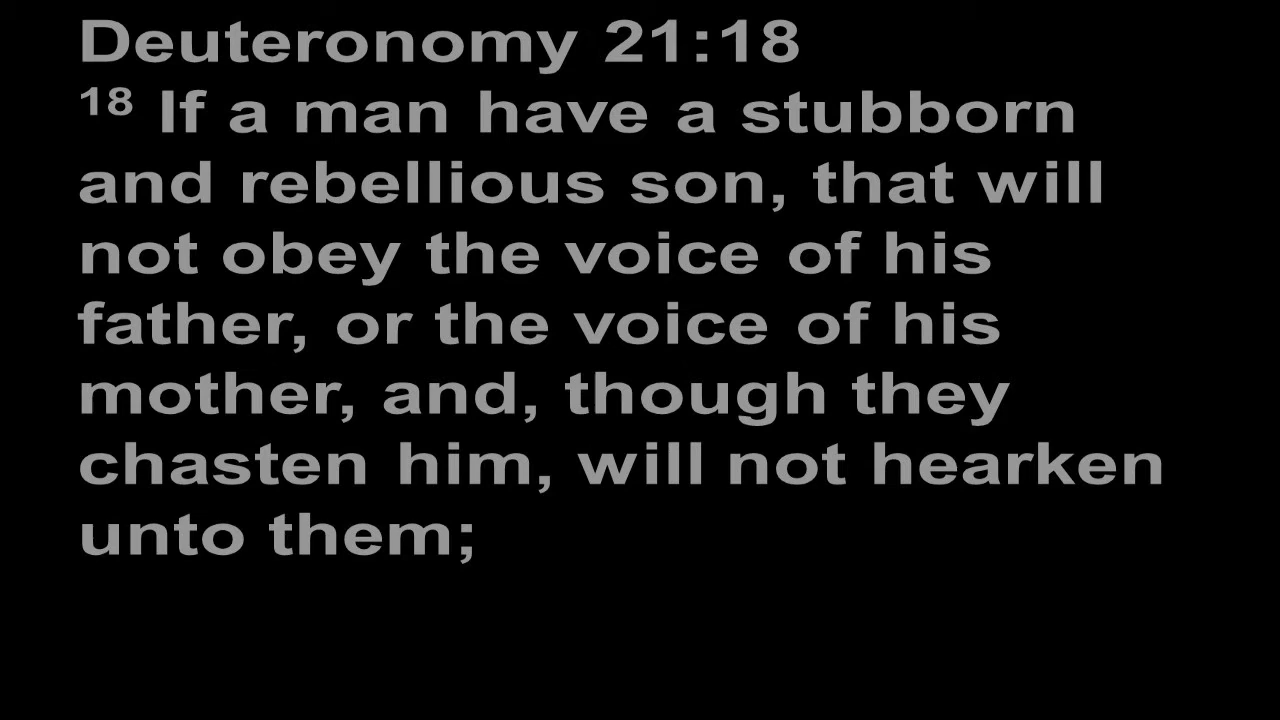 Deuteronomy 21:18
18 If a man have a stubborn
and rebellious son, that will
not obey the voice of his
father, or the voice of his
mother, and, though they
chasten him, will not hearken
unto them;